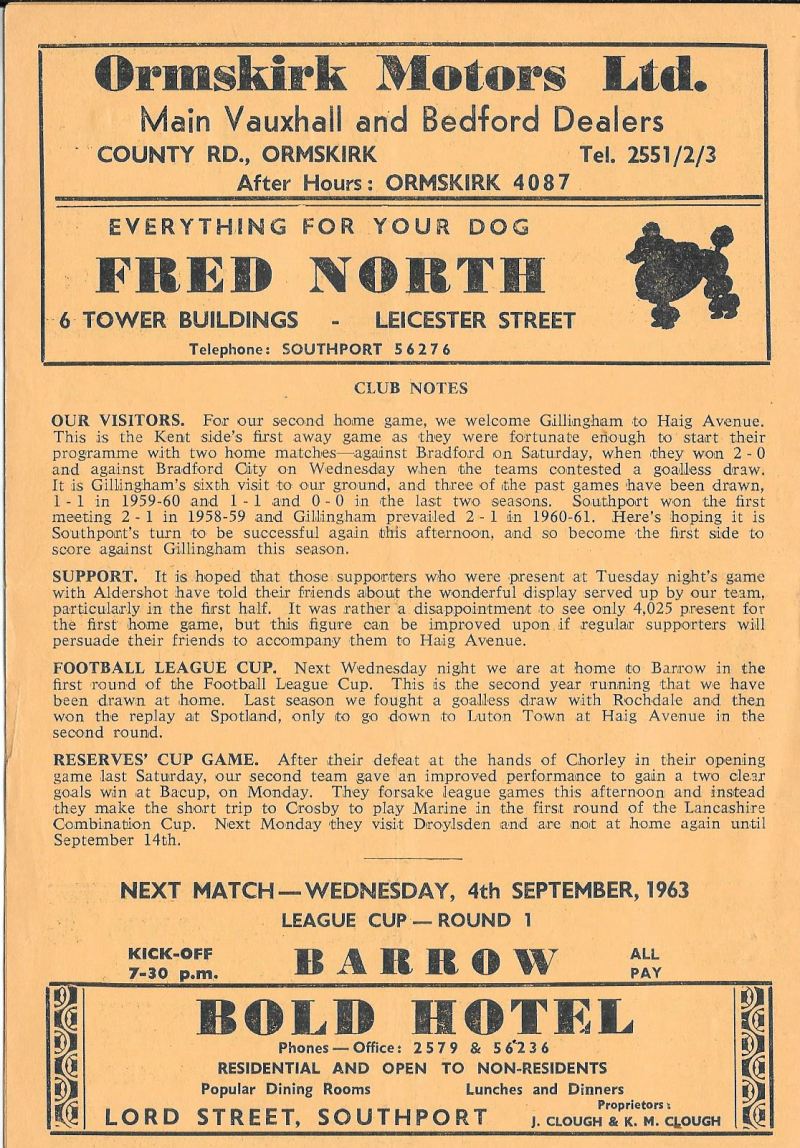 Ormskirk Motors Ltd.
Main Vauxhall and Bedford Dealers
COUNTY RD., ORMSKIRK Tel. 2551/2/3
After Hours: ORMSKIRK 4087
EVERYTHING FOR YOUR DOG
FRED NORTH
6 TOWER BUILDINGS - LEICESTER STREET
Telephone: SOUTHPORT 56276
CLUB NOTES
OUR VISITORS. For our second home game, we welcome Gillingham to Haig Avenue.
This is the Kent side's first away game as they were fortunate enough to start their
programme with two home matches—against Bradford on Saturday, when they won 2 - 0
and against Bradford City on Wednesday when the teams contested a goalless draw.
It is Gillingham's sixth visit to our ground, and three of the past games have been drawn,
1 - 1 in 1959-60 and 1 - 1 and 0 - 0 in the last two seasons. Southport won the first
meeting 2 - 1 in 1958-59 and Gillingham prevailed 2 - 1 in 1960-61. Here's hoping it is
Southport's turn to be successful again this afternoon, and so become the first side to
score against Gillingham this season.
SUPPORT. It is hoped that those supporters who were present at Tuesday night's game
with Aldershot have told their friends about the wonderful display served up by our team,
particularly in the first half. It was rather a disappointment to see only 4,025 present for
the first home game, but this figure can be improved upon if regular supporters will
persuade their friends to accompany them to Haig Avenue.
FOOTBALL LEAGUE CUP. Next Wednesday night we are at home to Barrow in the
first round of the Football League Cup. This is the second year running that we have
been drawn at home. Last season we fought a goalless draw with Rochdale and then
won the replay at Spotland, only to go down to Luton Town at Haig Avenue in the
second round.
RESERVES' CUP GAME. After their defeat at the hands of Chorley in their opening
game last Saturday, our second team gave an improved performance to gain a two clear
goals win at Bacup, on Monday. They forsake league games this afternoon and instead
they make the short trip to Crosby to play Marine in the first round of the Lancashire
Combination Cup. Next Monday they visit Droylsden and are not at home again until
September 14th.
NEXT MATCH—WEDNESDAY, 4th SEPTEMBER, 1963
LEAGUE CUP—ROUND 1
KICK-OFF
7-30 p.m.
BARROW
ALL
PAY
BOLD HOTEL
Phones—Office: 2579 & 56236
RESIDENTIAL AND OPEN TO NON-RESIDENTS
Popular Dining Rooms Lunches and Dinners
Proprietors:
LORD STREET, SOUTHPORT J. CLOUGH & K. M. CLOUGH